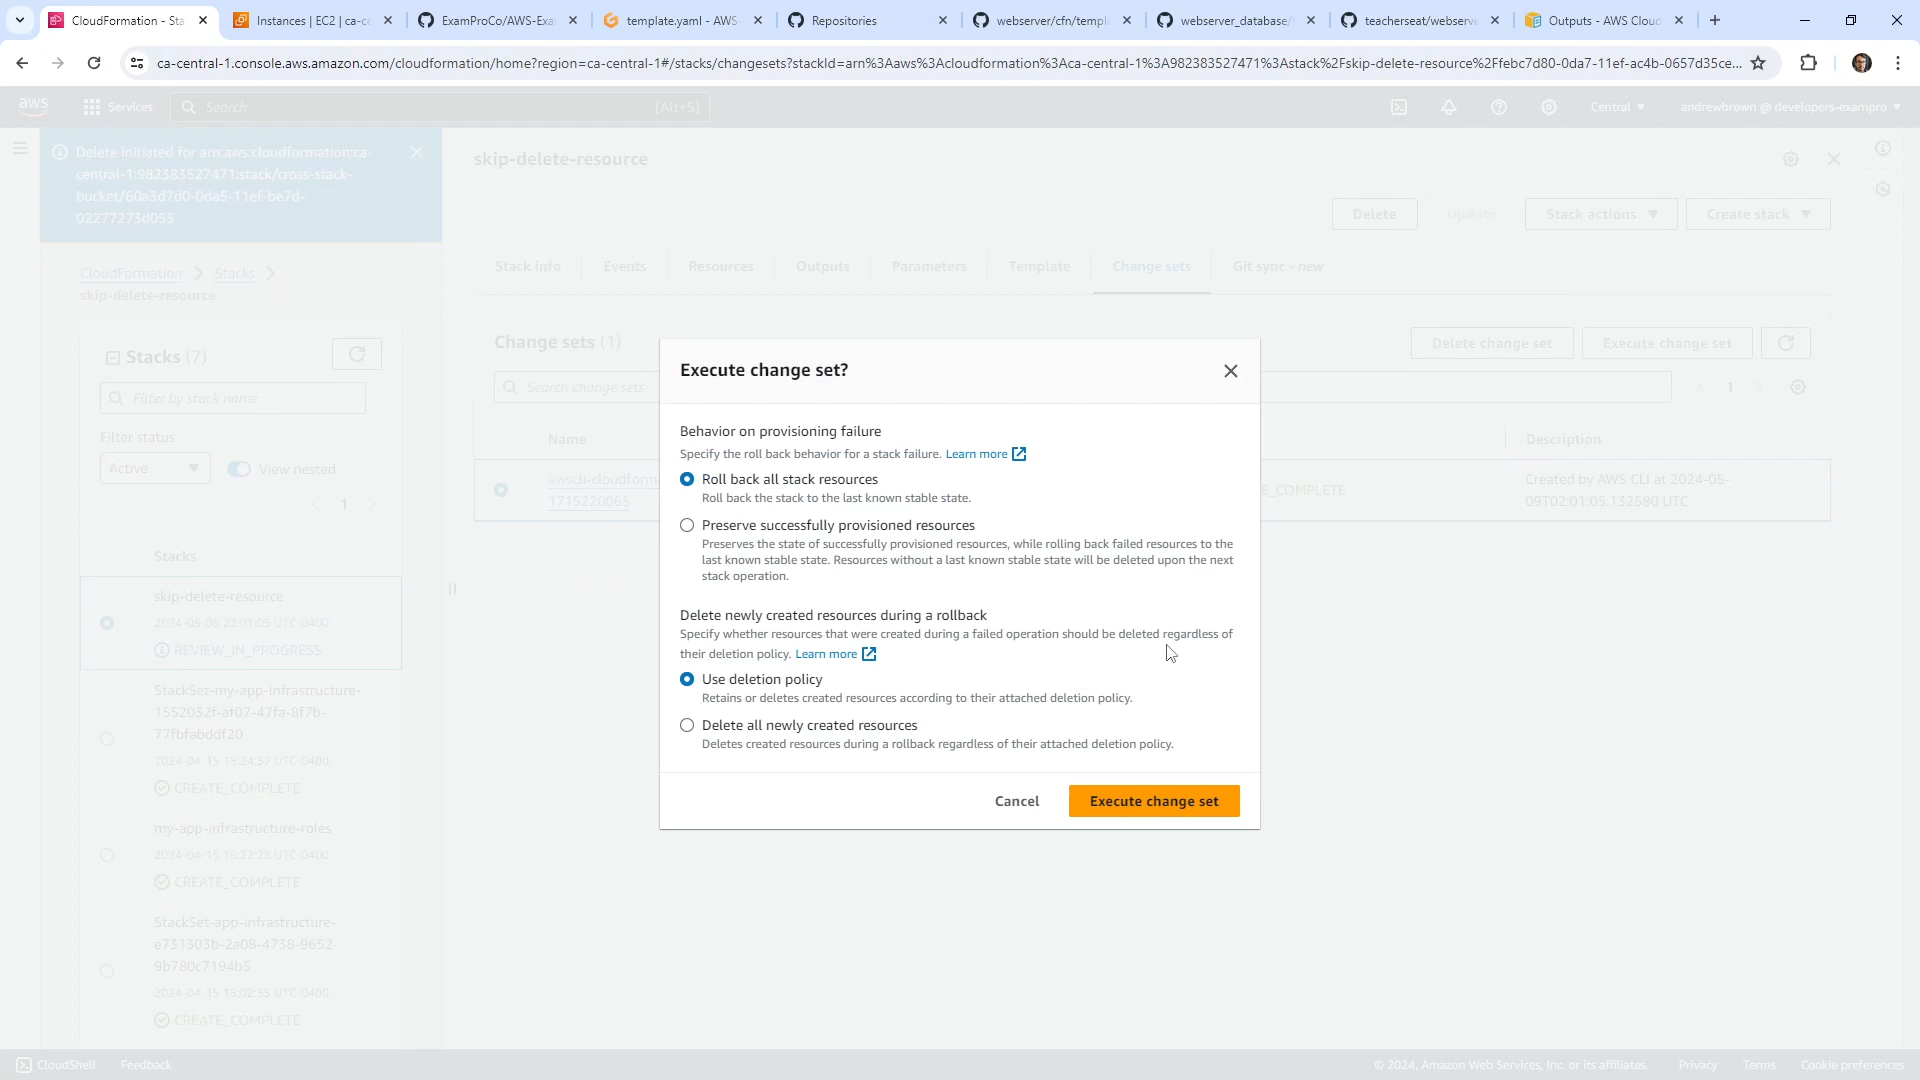 CloudFormation - Sta
Instances | EC2 | ca-ce
ExamProCo/AWS-Exa
template.yaml - AWS
Repositories
webserver/cfn/templ
webserver_database/
teacherseat/webserve
Outputs - AWS Cloud
ca-central-1.console.aws.amazon.com/cloudformation/home?region=ca-central-1#/stacks/changesets?stackId=arn%3Aaws%3Acloudformation%3Aca-central-1%3A982383527471%3Astack%2Fskip-delete-resource%2Ffebc7d80-0da7-11ef-ac4b-0657d35ce...
aws
Services
Search
[Alt+S]
Central
andrewbrown @ developers-exampro
Delete initiated for arn:aws:cloudformation:ca-
central-1:982383527471:stack/cross-stack-
bucket/60a3d7d0-0da5-11ef-be7d-
02277273d055
CloudFormation
Stacks
skip-delete-resource
Stacks (7)
Filter by stack name
Filter status
Active
View nested
1
Stacks
skip-delete-resource
2024-05-08 22:01:05 UTC-0400
REVIEW_IN_PROGRESS
StackSet-my-app-infrastructure-
1552032f-af07-47fa-8f7b-
77fbfabddf20
2024-04-15 15:24:57 UTC-0400
CREATE_COMPLETE
my-app-infrastructure-roles
2024-04-15 15:22:28 UTC-0400
CREATE_COMPLETE
StackSet-app-infrastructure-
e731303b-2a08-4738-9652-
9b780c7194b5
2024-04-15 15:02:55 UTC-0400
CREATE_COMPLETE
skip-delete-resource
Delete
Update
Stack actions
Create stack
Stack info
Events
Resources
Outputs
Parameters
Template
Change sets
Git sync - new
Change sets (1)
Delete change set
Execute change set
Search change sets
1
Name
Description
awscli-cloudforma
1715220065
E_COMPLETE
Created by AWS CLI at 2024-05-
09T02:01:05.132580 UTC
Execute change set?
Behavior on provisioning failure
Specify the roll back behavior for a stack failure. Learn more
Roll back all stack resources
Roll back the stack to the last known stable state.
Preserve successfully provisioned resources
Preserves the state of successfully provisioned resources, while rolling back failed resources to the
last known stable state. Resources without a last known stable state will be deleted upon the next
stack operation.
Delete newly created resources during a rollback
Specify whether resources that were created during a failed operation should be deleted regardless of
their deletion policy. Learn more
Use deletion policy
Retains or deletes created resources according to their attached deletion policy.
Delete all newly created resources
Deletes created resources during a rollback regardless of their attached deletion policy.
Cancel
Execute change set
CloudShell
Feedback
© 2024, Amazon Web Services, Inc. or its affiliates.
Privacy
Terms
Cookie preferences